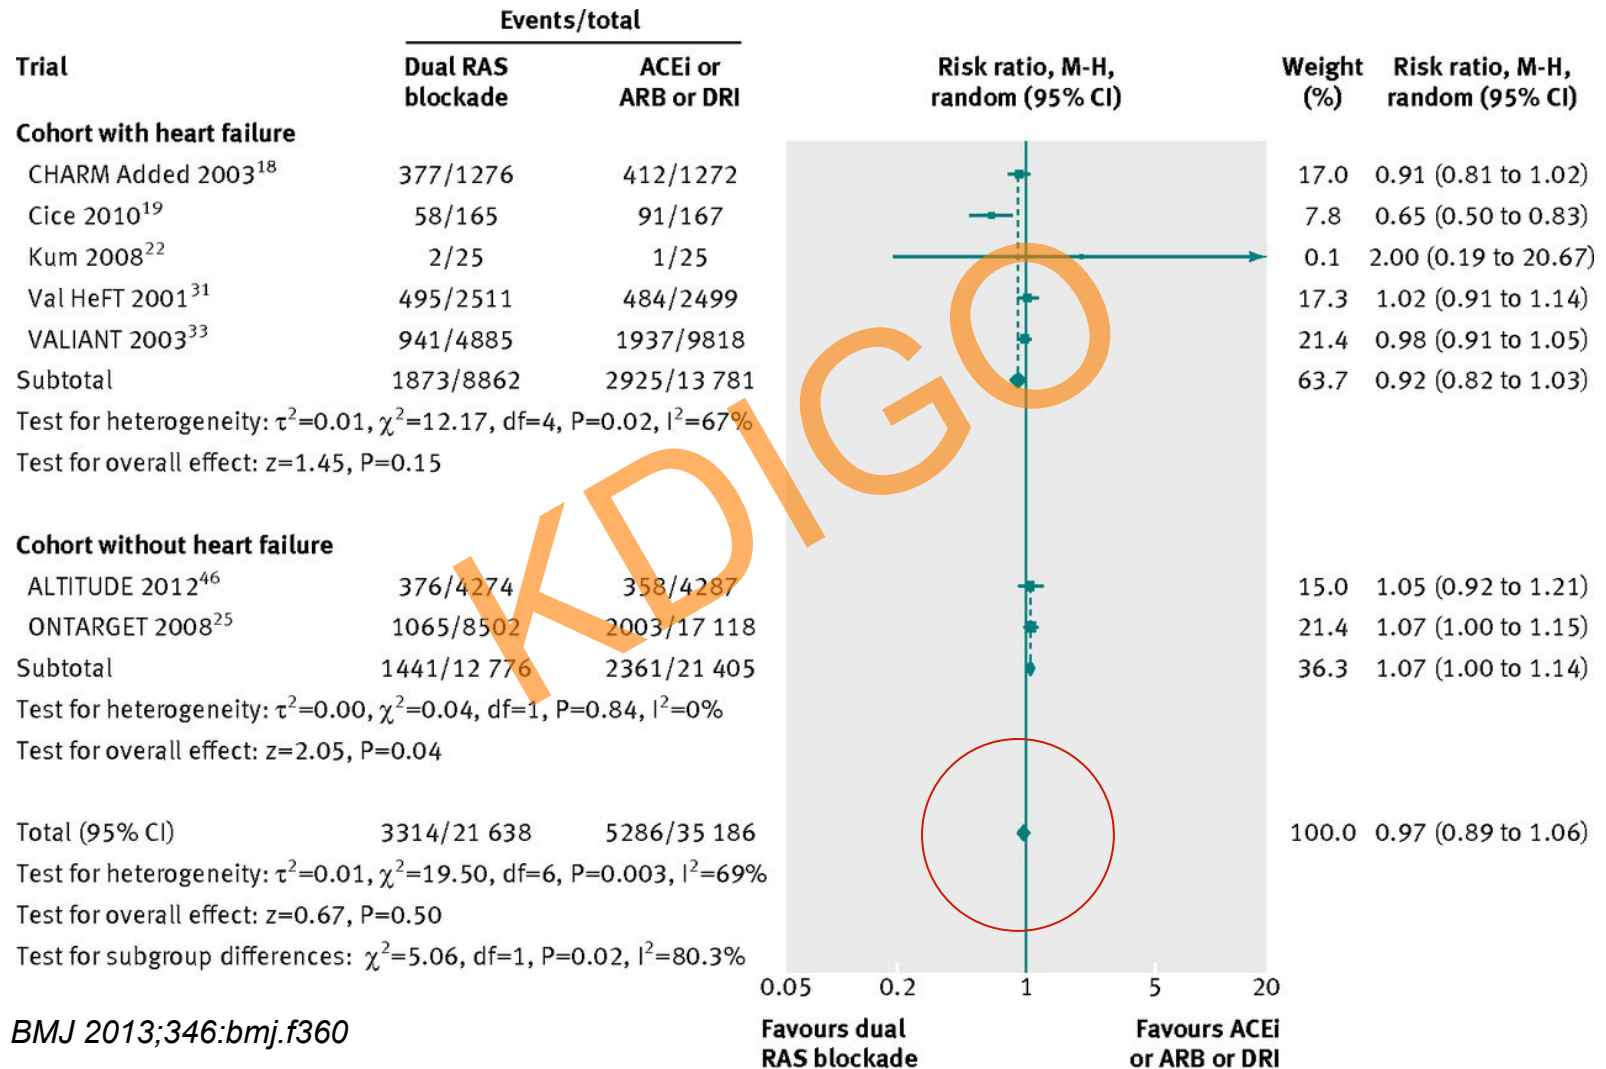 Events/total
Trial Dual RAS blockade ACEi or ARB or DRI Risk ratio, M-H, random (95% CI) Weight (%) Risk ratio, M-H, random (95% CI)
Cohort with heart failure
CHARM Added 2003¹⁸ 377/1276 412/1272 17.0 0.91 (0.81 to 1.02)
Cice 2010¹⁹ 58/165 91/167 7.8 0.65 (0.50 to 0.83)
Kum 2008²² 2/25 1/25 0.1 2.00 (0.19 to 20.67)
Val HeFT 2001³¹ 495/2511 484/2499 17.3 1.02 (0.91 to 1.14)
VALIANT 2003³³ 941/4885 1937/9818 21.4 0.98 (0.91 to 1.05)
Subtotal 1873/8862 2925/13 781 63.7 0.92 (0.82 to 1.03)
Test for heterogeneity: τ²=0.01, χ²=12.17, df=4, P=0.02, I²=67%
Test for overall effect: z=1.45, P=0.15
Cohort without heart failure
ALTITUDE 2012⁴⁶ 376/4274 358/4287 15.0 1.05 (0.92 to 1.21)
ONTARGET 2008²⁵ 1065/8502 2003/17 118 21.4 1.07 (1.00 to 1.15)
Subtotal 1441/12 776 2361/21 405 36.3 1.07 (1.00 to 1.14)
Test for heterogeneity: τ²=0.00, χ²=0.04, df=1, P=0.84, I²=0%
Test for overall effect: z=2.05, P=0.04
Total (95% CI) 3314/21 638 5286/35 186 100.0 0.97 (0.89 to 1.06)
Test for heterogeneity: τ²=0.01, χ²=19.50, df=6, P=0.003, I²=69%
Test for overall effect: z=0.67, P=0.50
Test for subgroup differences: χ²=5.06, df=1, P=0.02, I²=80.3%
0.05 0.2 1 5 20
Favours dual RAS blockade Favours ACEi or ARB or DRI
BMJ 2013;346:bmj.f360
KDIGO